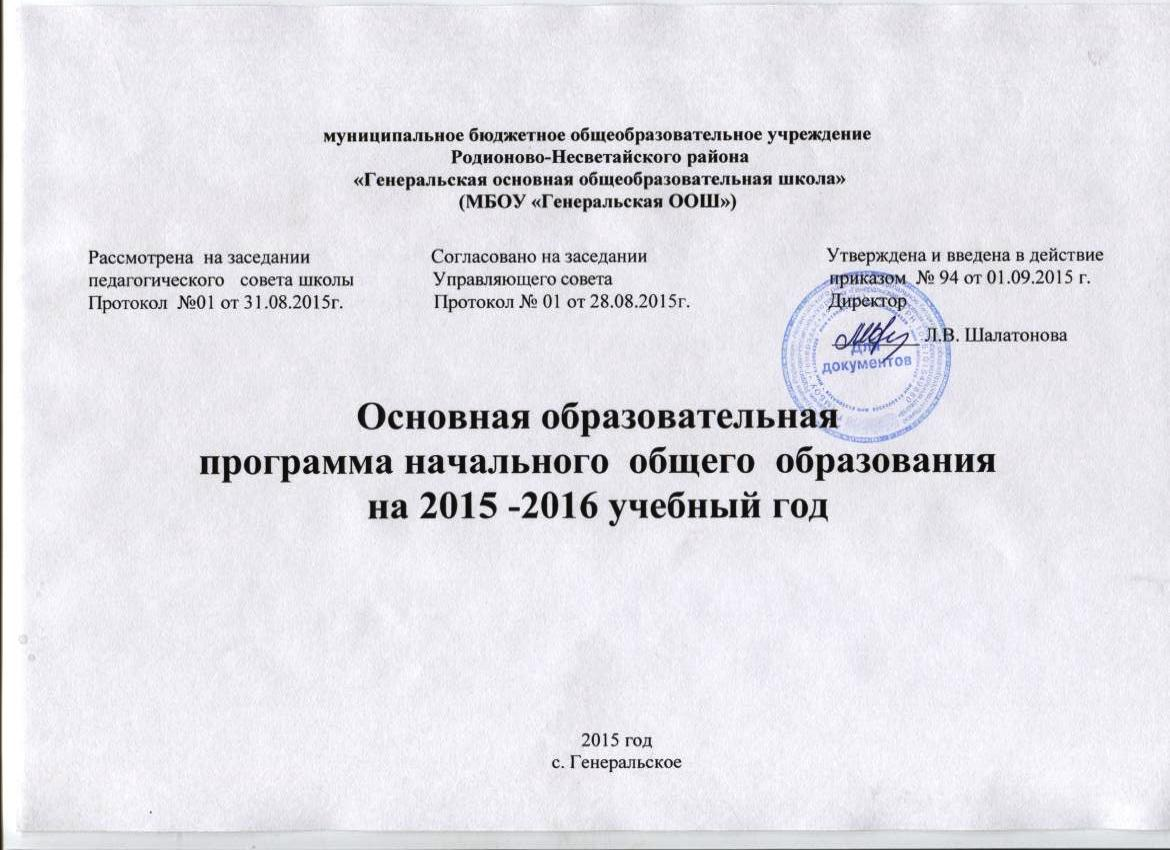 муниципальное бюджетное общеобразовательное учреждение
Родионово-Несветайского района
«Генеральская основная общеобразовательная школа»
(МБОУ «Генеральская ООШ»)
Рассмотрена на заседании
педагогического совета школы
Протокол №01 от 31.08.2015г.
Согласовано на заседании
Управляющего совета
Протокол № 01 от 28.08.2015г.
Утверждена и введена в действие
приказом № 94 от 01.09.2015 г.
Директор
Л.В. Шалатонова
Для
документов
Основная образовательная
программа начального общего образования
на 2015 -2016 учебный год
2015 год
с. Генеральское